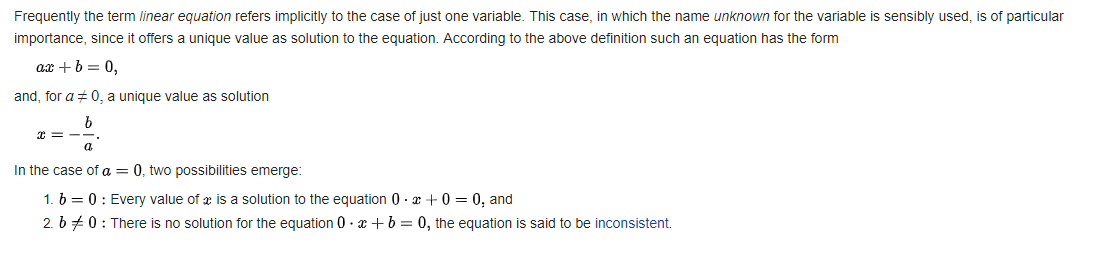 Frequently the term linear equation refers implicitly to the case of just one variable. This case, in which the name unknown for the variable is sensibly used, is of particular
importance, since it offers a unique value as solution to the equation. According to the above definition such an equation has the form
ax + b = 0,
and, for a ≠ 0, a unique value as solution
x = −b/a.
In the case of a = 0, two possibilities emerge:
1. b = 0 : Every value of x is a solution to the equation 0 · x + 0 = 0, and
2. b ≠ 0 : There is no solution for the equation 0 · x + b = 0, the equation is said to be inconsistent.